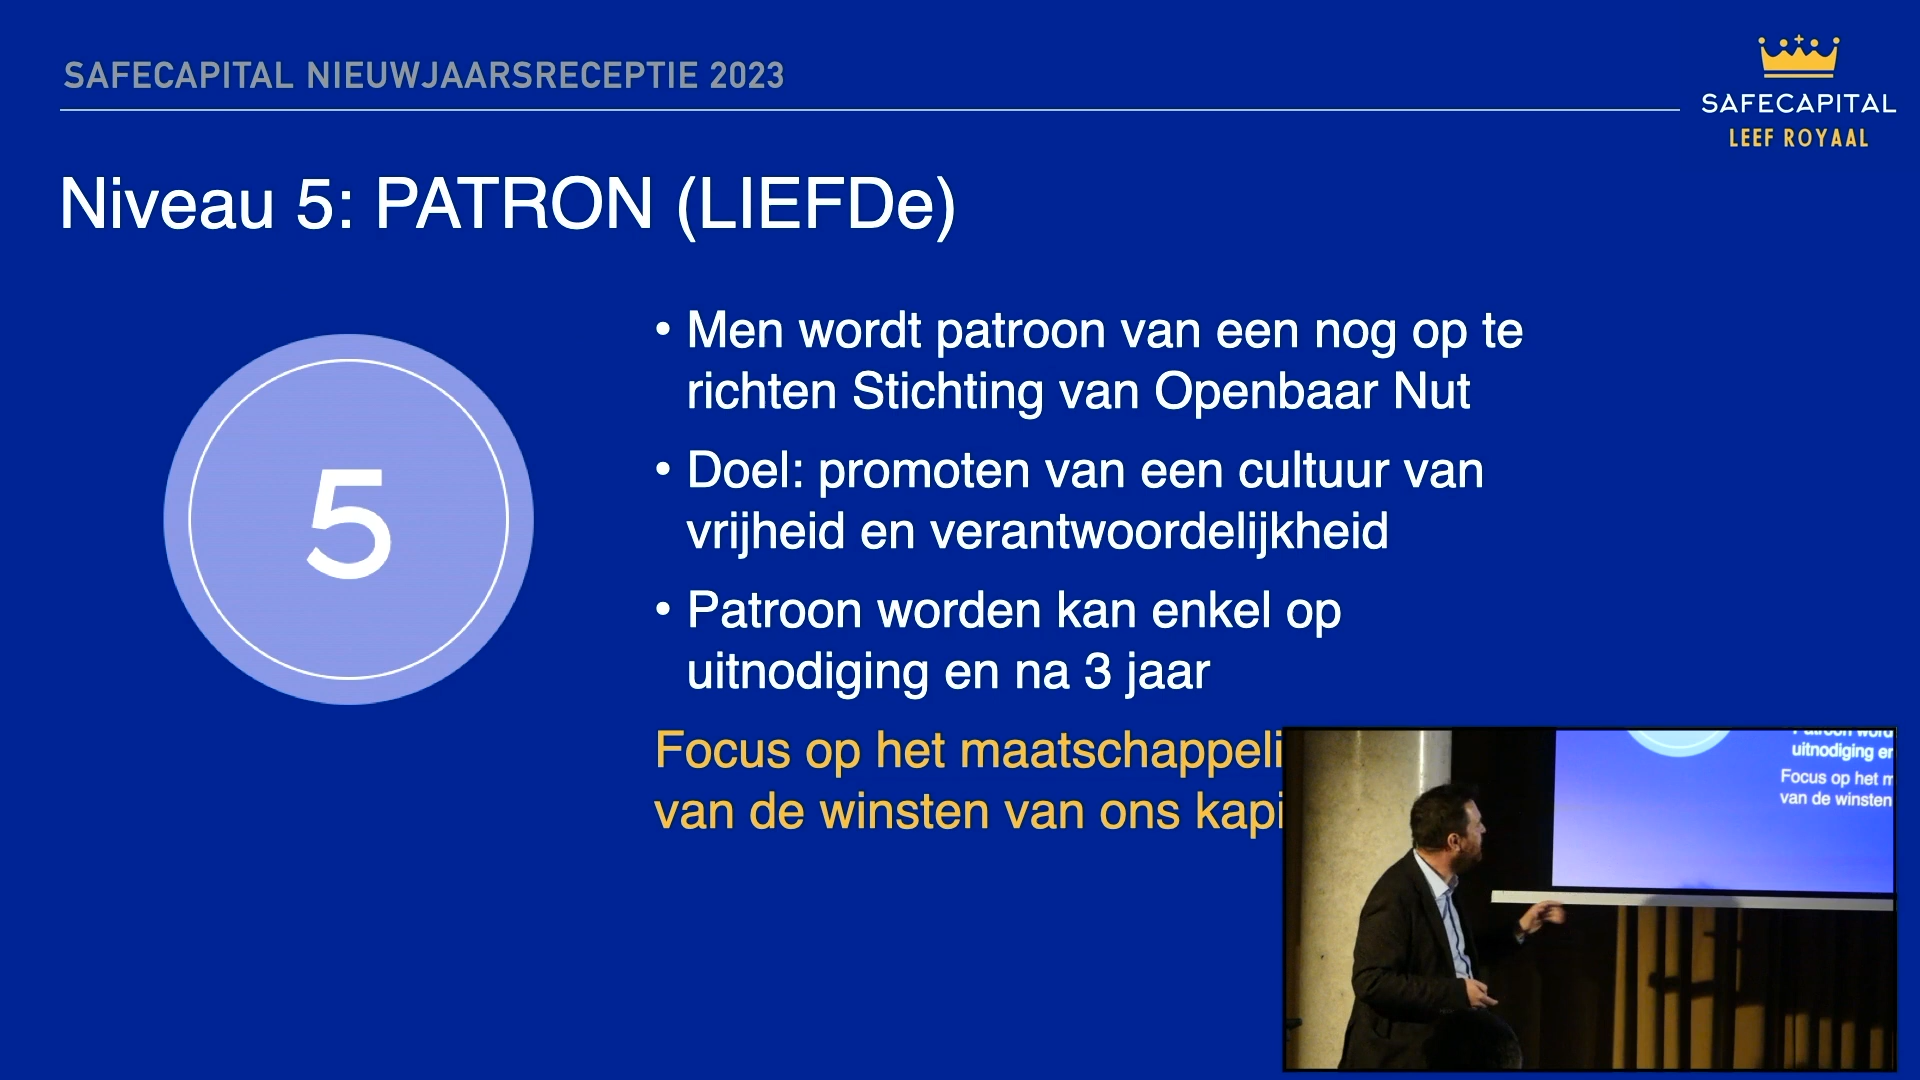 SAFECAPITAL NIEUWJAARSRECEPTIE 2023
SAFECAPITAL
LEEF ROYAAL
Niveau 5: PATRON (LIEFDe)
5
• Men wordt patroon van een nog op te
richten Stichting van Openbaar Nut
• Doel: promoten van een cultuur van
vrijheid en verantwoordelijkheid
• Patroon worden kan enkel op
uitnodiging en na 3 jaar
Focus op het
van de winsten van ons
uitnodiging
Focus op het
van de winsten